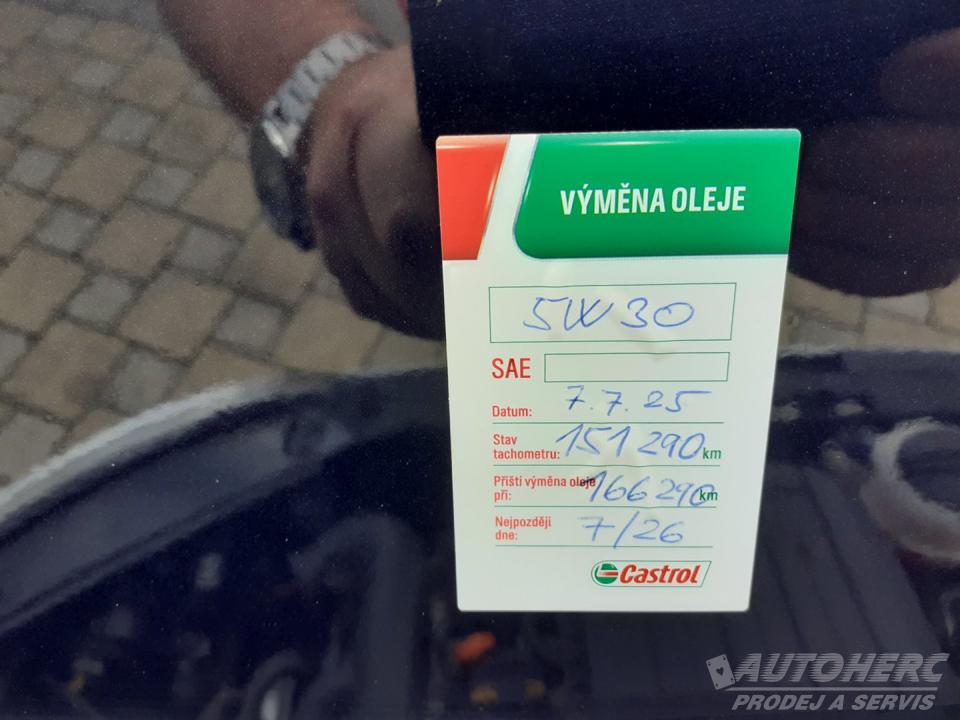 VÝMĚNA OLEJE
5W30
SAE
Datum: 7.7.25
Stav
tachometru: 151 290 km
Příští výměna oleje
při: 166 290 km
Nejpozději
dne: 7/26
Castrol
AUTOHERC
PRODEJ A SERVIS